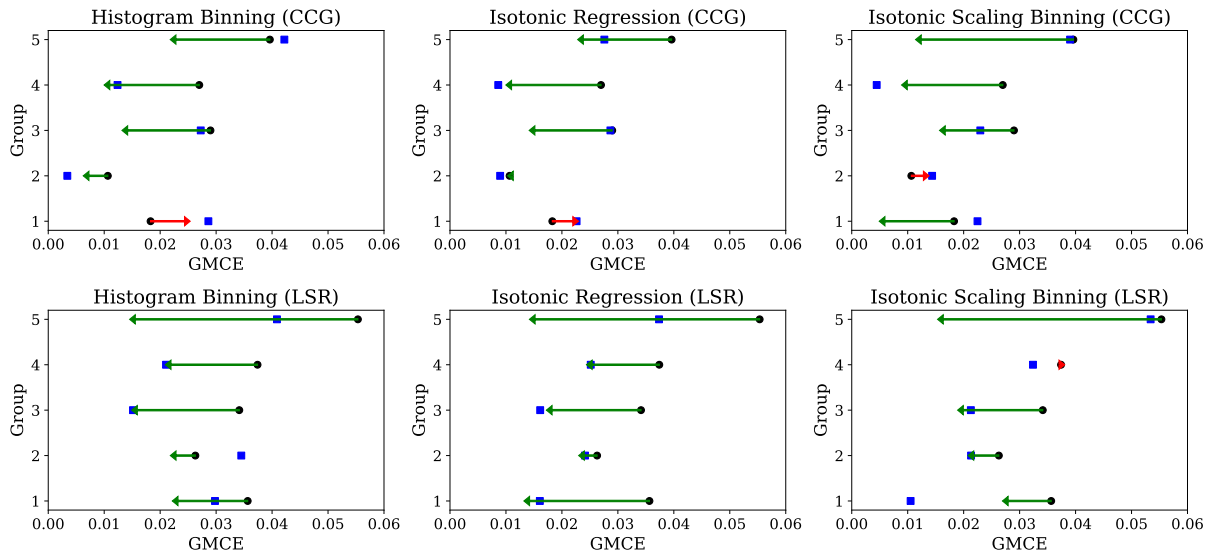 Histogram Binning (CCG)
Group
5
4
3
2
1
0.00 0.01 0.02 0.03 0.04 0.05 0.06
GMCE
Isotonic Regression (CCG)
Group
5
4
3
2
1
0.00 0.01 0.02 0.03 0.04 0.05 0.06
GMCE
Isotonic Scaling Binning (CCG)
Group
5
4
3
2
1
0.00 0.01 0.02 0.03 0.04 0.05 0.06
GMCE
Histogram Binning (LSR)
Group
5
4
3
2
1
0.00 0.01 0.02 0.03 0.04 0.05 0.06
GMCE
Isotonic Regression (LSR)
Group
5
4
3
2
1
0.00 0.01 0.02 0.03 0.04 0.05 0.06
GMCE
Isotonic Scaling Binning (LSR)
Group
5
4
3
2
1
0.00 0.01 0.02 0.03 0.04 0.05 0.06
GMCE